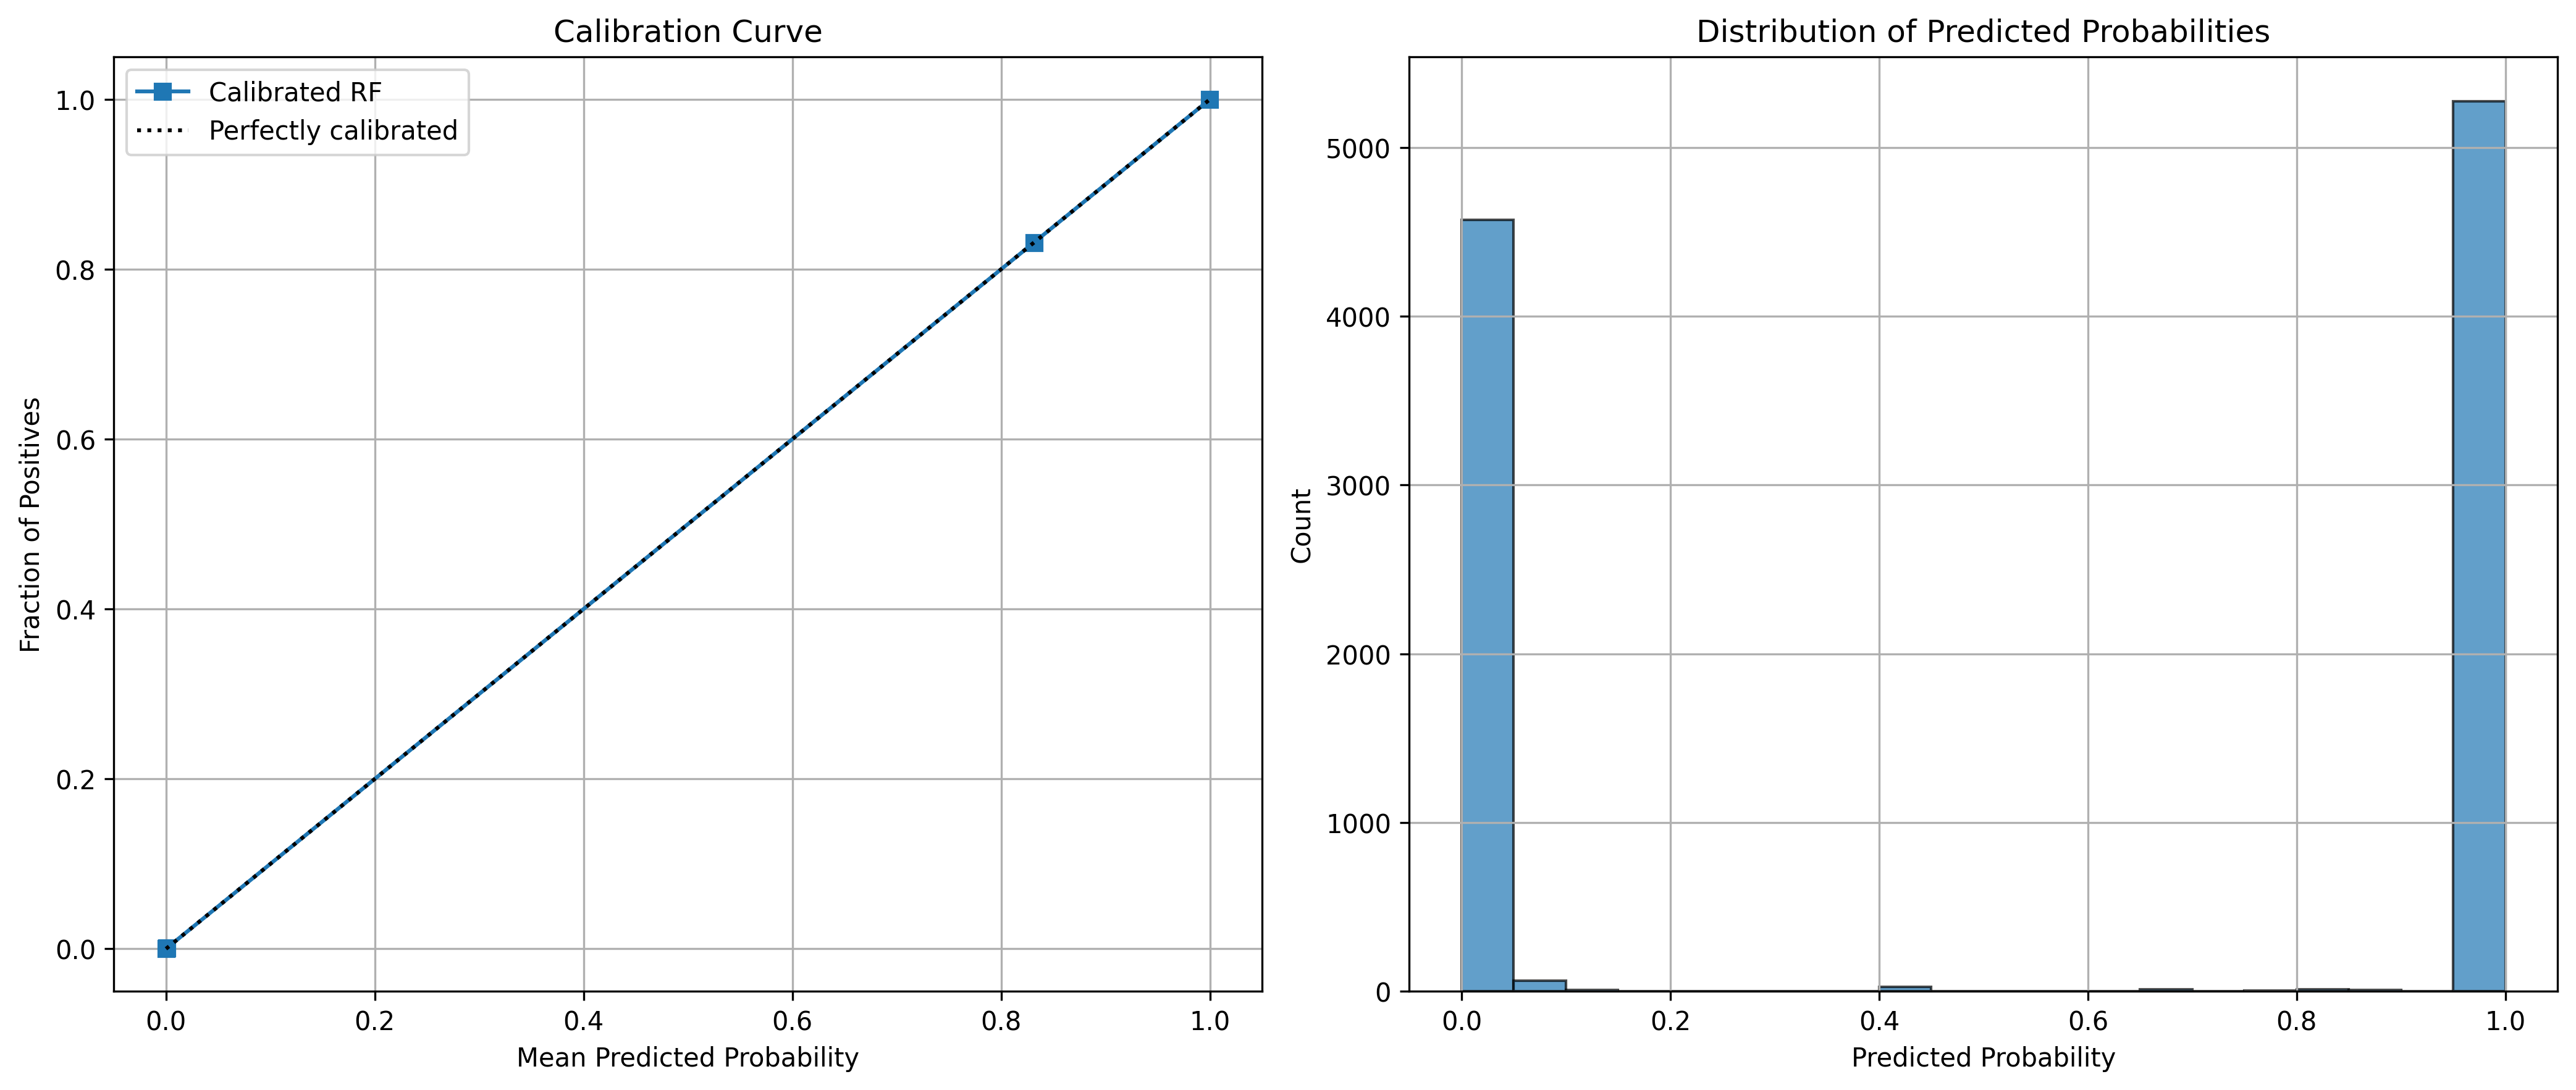 Calibration Curve
Calibrated RF
Perfectly calibrated
1.0
0.8
0.6
0.4
0.2
0.0
Fraction of Positives
0.0 0.2 0.4 0.6 0.8 1.0
Mean Predicted Probability
Distribution of Predicted Probabilities
5000
4000
3000
2000
1000
0
Count
0.0 0.2 0.4 0.6 0.8 1.0
Predicted Probability